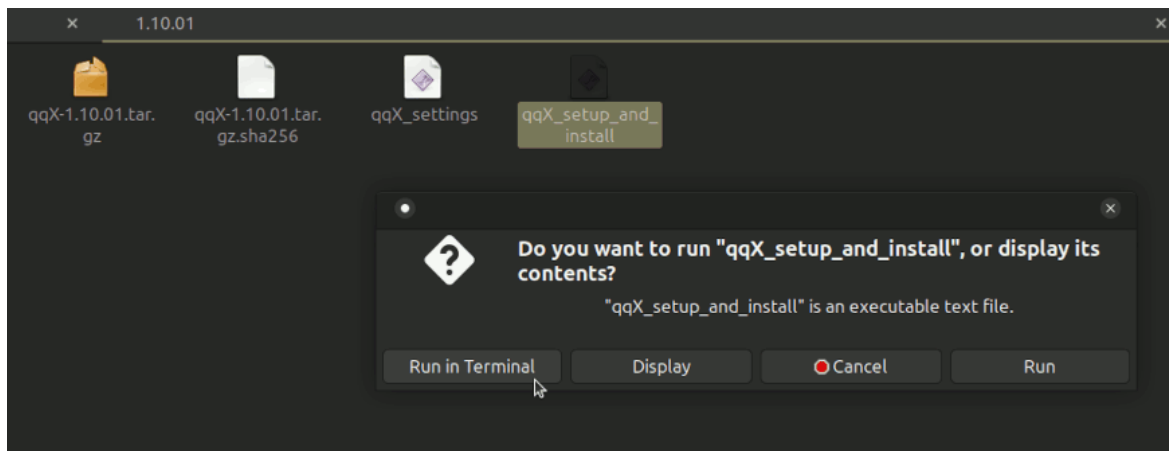 1.10.01
qqX-1.10.01.tar.
gz
qqX-1.10.01.tar.
gz.sha256
qqX_settings
qqX_setup_and_
install
Do you want to run "qqX_setup_and_install", or display its
contents?
"qqX_setup_and_install" is an executable text file.
Run in Terminal
Display
Cancel
Run